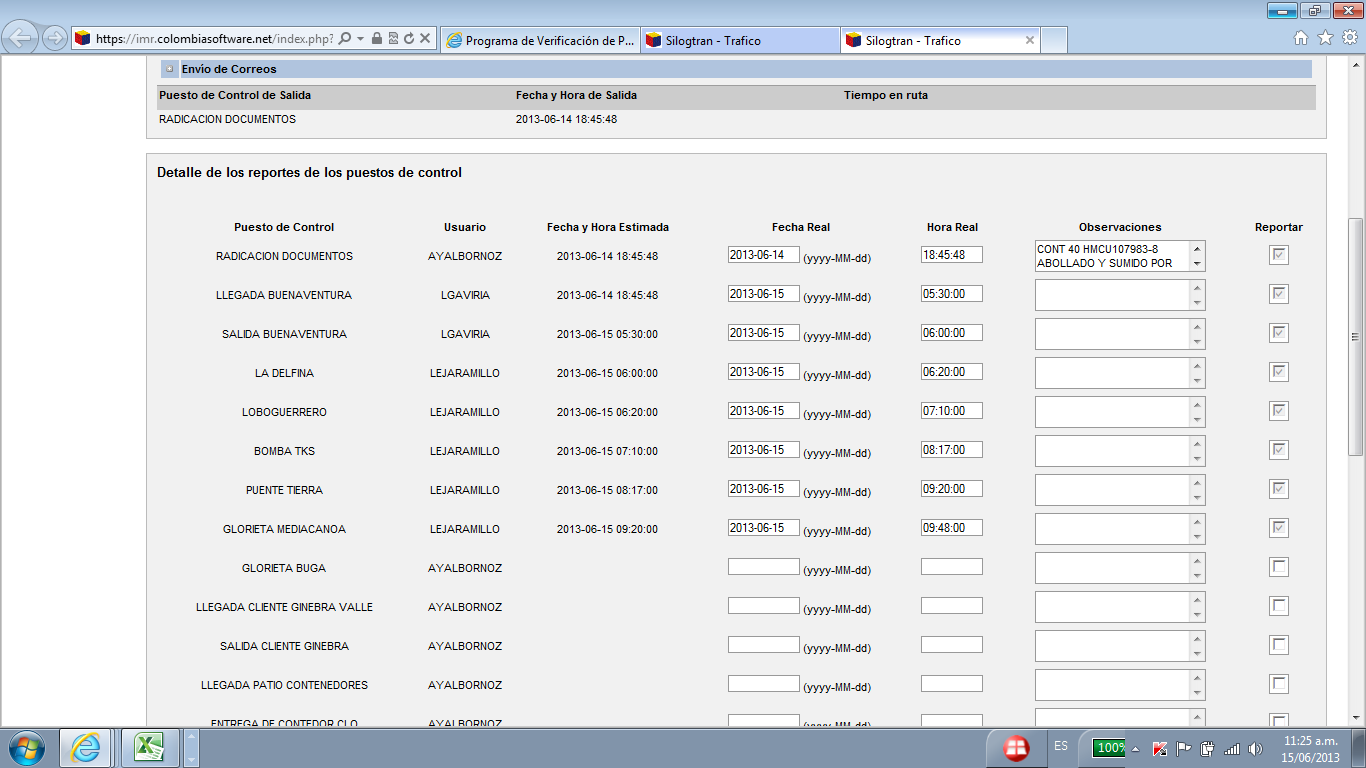 https://imr.colombiasoftware.net/index.php?
Programa de Verificación de P...
Silogtran - Trafico
Silogtran - Trafico
Envío de Correos
Puesto de Control de Salida Fecha y Hora de Salida Tiempo en ruta
RADICACION DOCUMENTOS 2013-06-14 18:45:48
Detalle de los reportes de los puestos de control
Puesto de Control Usuario Fecha y Hora Estimada Fecha Real Hora Real Observaciones Reportar
RADICACION DOCUMENTOS AYALBORNOZ 2013-06-14 18:45:48 2013-06-14 (yyyy-MM-dd) 18:45:48 CONT 40 HMCU107983-8
ABOLLADO Y SUMIDO POR
LLEGADA BUENAVENTURA LGAVIRIA 2013-06-14 18:45:48 2013-06-15 (yyyy-MM-dd) 05:30:00
SALIDA BUENAVENTURA LGAVIRIA 2013-06-15 05:30:00 2013-06-15 (yyyy-MM-dd) 06:00:00
LA DELFINA LEJARAMILLO 2013-06-15 06:00:00 2013-06-15 (yyyy-MM-dd) 06:20:00
LOBOGUERRERO LEJARAMILLO 2013-06-15 06:20:00 2013-06-15 (yyyy-MM-dd) 07:10:00
BOMBA TKS LEJARAMILLO 2013-06-15 07:10:00 2013-06-15 (yyyy-MM-dd) 08:17:00
PUENTE TIERRA LEJARAMILLO 2013-06-15 08:17:00 2013-06-15 (yyyy-MM-dd) 09:20:00
GLORIETA MEDIACANOA LEJARAMILLO 2013-06-15 09:20:00 2013-06-15 (yyyy-MM-dd) 09:48:00
GLORIETA BUGA AYALBORNOZ (yyyy-MM-dd)
LLEGADA CLIENTE GINEBRA VALLE AYALBORNOZ (yyyy-MM-dd)
SALIDA CLIENTE GINEBRA AYALBORNOZ (yyyy-MM-dd)
LLEGADA PATIO CONTENEDORES AYALBORNOZ (yyyy-MM-dd)
ENTREGA DE CONTEDOR CLO AYALBORNOZ (yyyy-MM-dd)
ES 100% 11:25 a.m.
15/06/2013